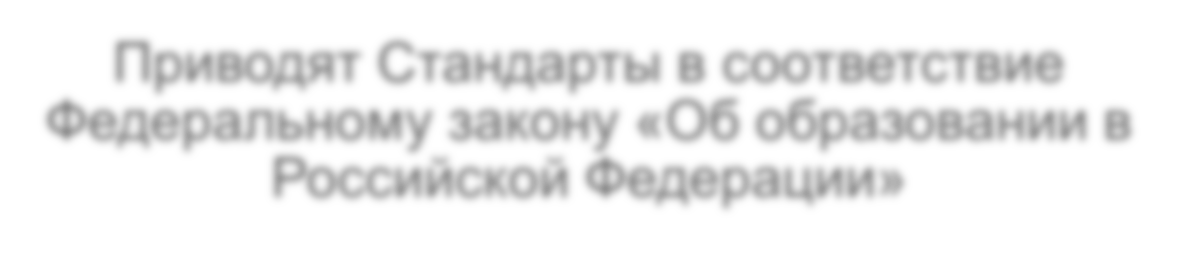 Приводят Стандарты в соответствие
Федеральному закону «Об образовании в
Российской Федерации»